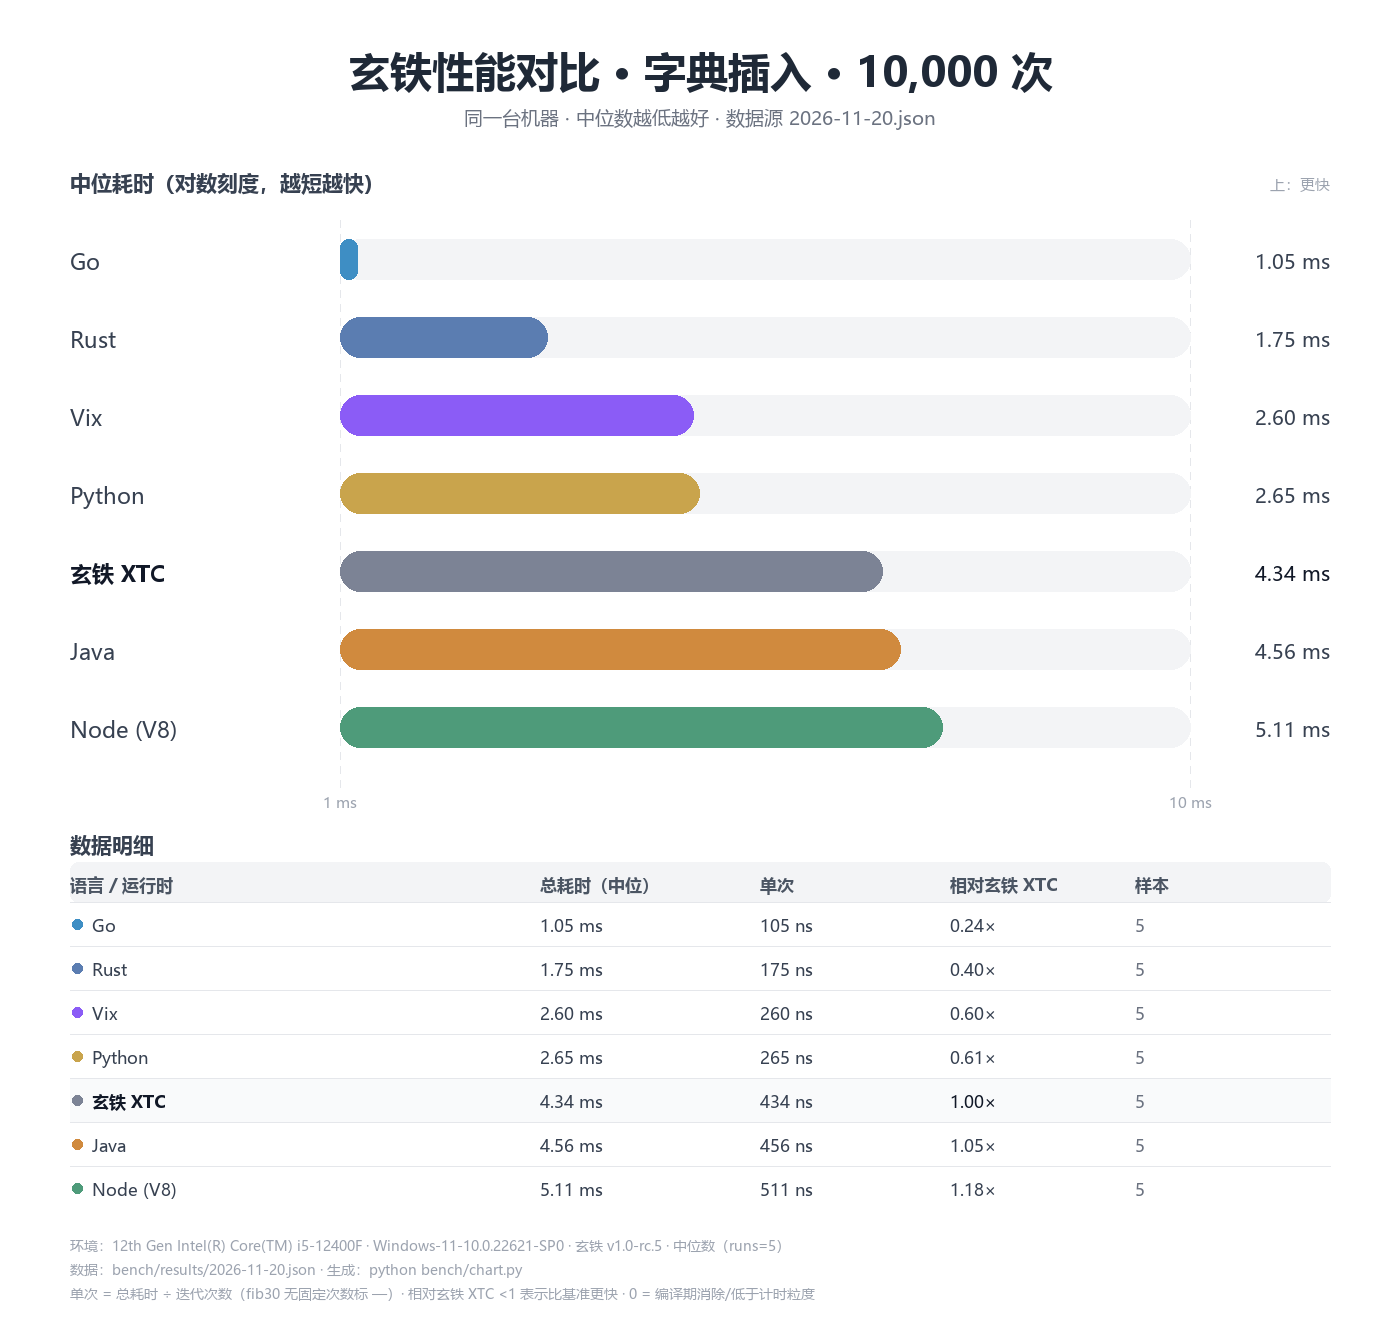 玄铁性能对比 · 字典插入 · 10,000 次
同一台机器 · 中位数越低越好 · 数据源 2026-11-20.json
中位耗时（对数刻度，越短越快）
上：更快
Go 1.05 ms
Rust 1.75 ms
Vix 2.60 ms
Python 2.65 ms
玄铁 XTC 4.34 ms
Java 4.56 ms
Node (V8) 5.11 ms
1 ms 10 ms
数据明细
语言 / 运行时 总耗时（中位） 单次 相对玄铁 XTC 样本
Go 1.05 ms 105 ns 0.24× 5
Rust 1.75 ms 175 ns 0.40× 5
Vix 2.60 ms 260 ns 0.60× 5
Python 2.65 ms 265 ns 0.61× 5
玄铁 XTC 4.34 ms 434 ns 1.00× 5
Java 4.56 ms 456 ns 1.05× 5
Node (V8) 5.11 ms 511 ns 1.18× 5
环境：12th Gen Intel(R) Core(TM) i5-12400F · Windows-11-10.0.22621-SP0 · 玄铁 v1.0-rc.5 · 中位数（runs=5）
数据：bench/results/2026-11-20.json · 生成：python bench/chart.py
单次 = 总耗时 ÷ 迭代次数（fib30 无固定次数标 —）· 相对玄铁 XTC <1 表示比基准更快 · 0 = 编译期消除/低于计时粒度